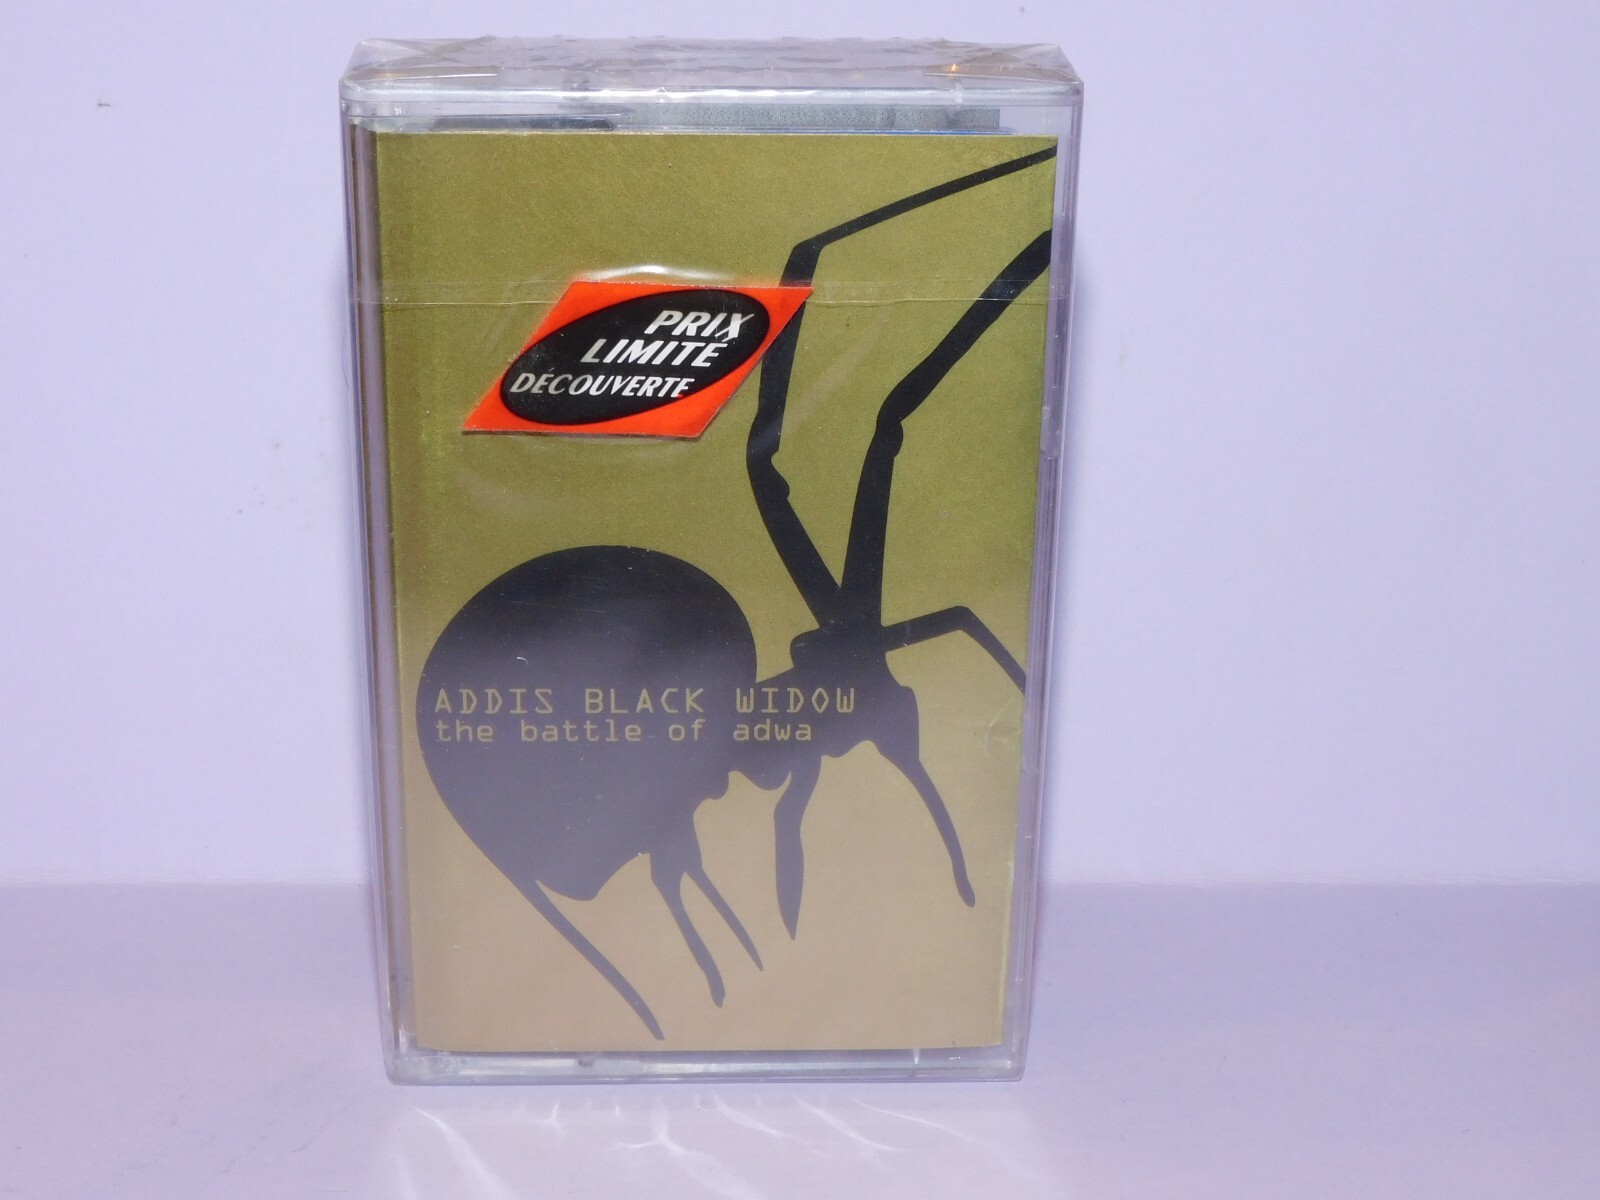 PRIX
LIMITÉ
DÉCOUVERTE
ADDIS BLACK WIDOW
the battle of adwa